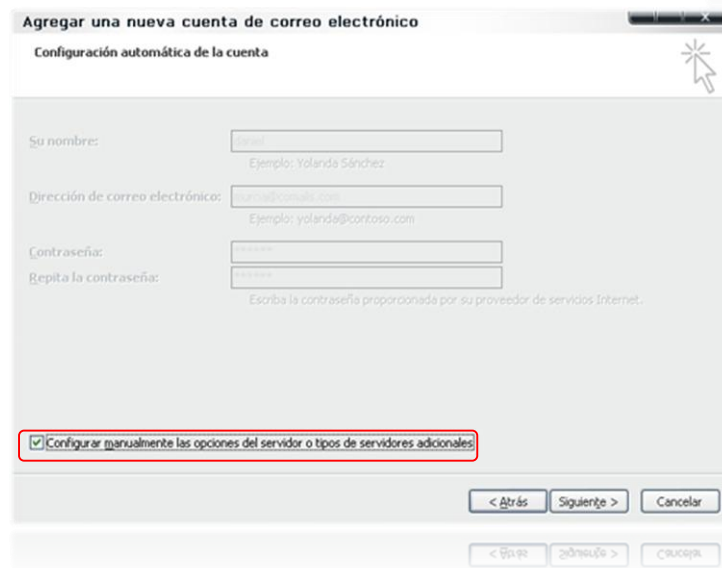 Agregar una nueva cuenta de correo electrónico
Configuración automática de la cuenta
Su nombre:
daniel
Ejemplo: Yolanda Sánchez
Dirección de correo electrónico:
Ejemplo: yolanda@contoso.com
Contraseña:
******
Repita la contraseña:
******
Escriba la contraseña proporcionada por su proveedor de servicios Internet.
Configurar manualmente las opciones del servidor o tipos de servidores adicionales
< Atrás
Siguiente >
Cancelar